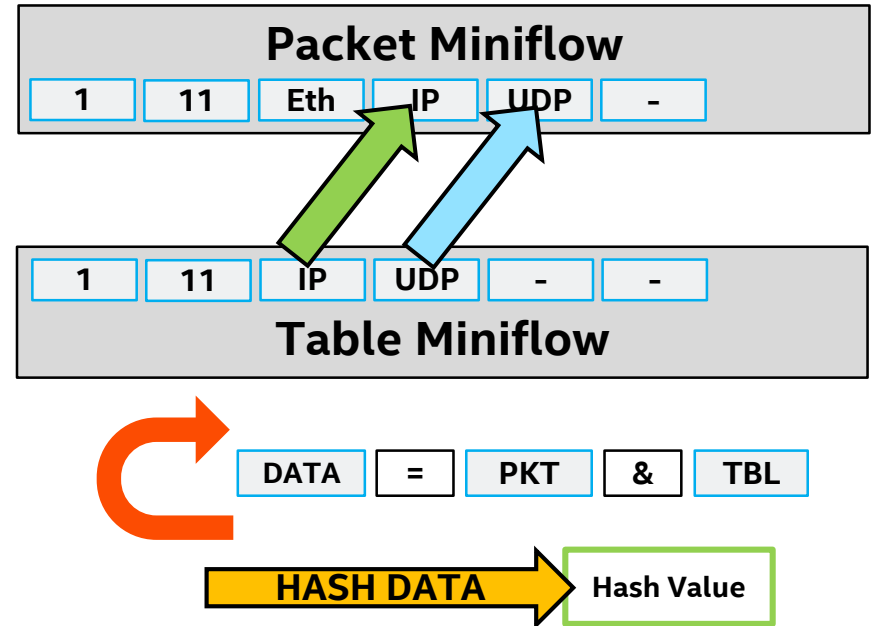 Packet Miniflow
1 11 Eth IP UDP -
1 11 IP UDP - -
Table Miniflow
DATA = PKT & TBL
HASH DATA Hash Value